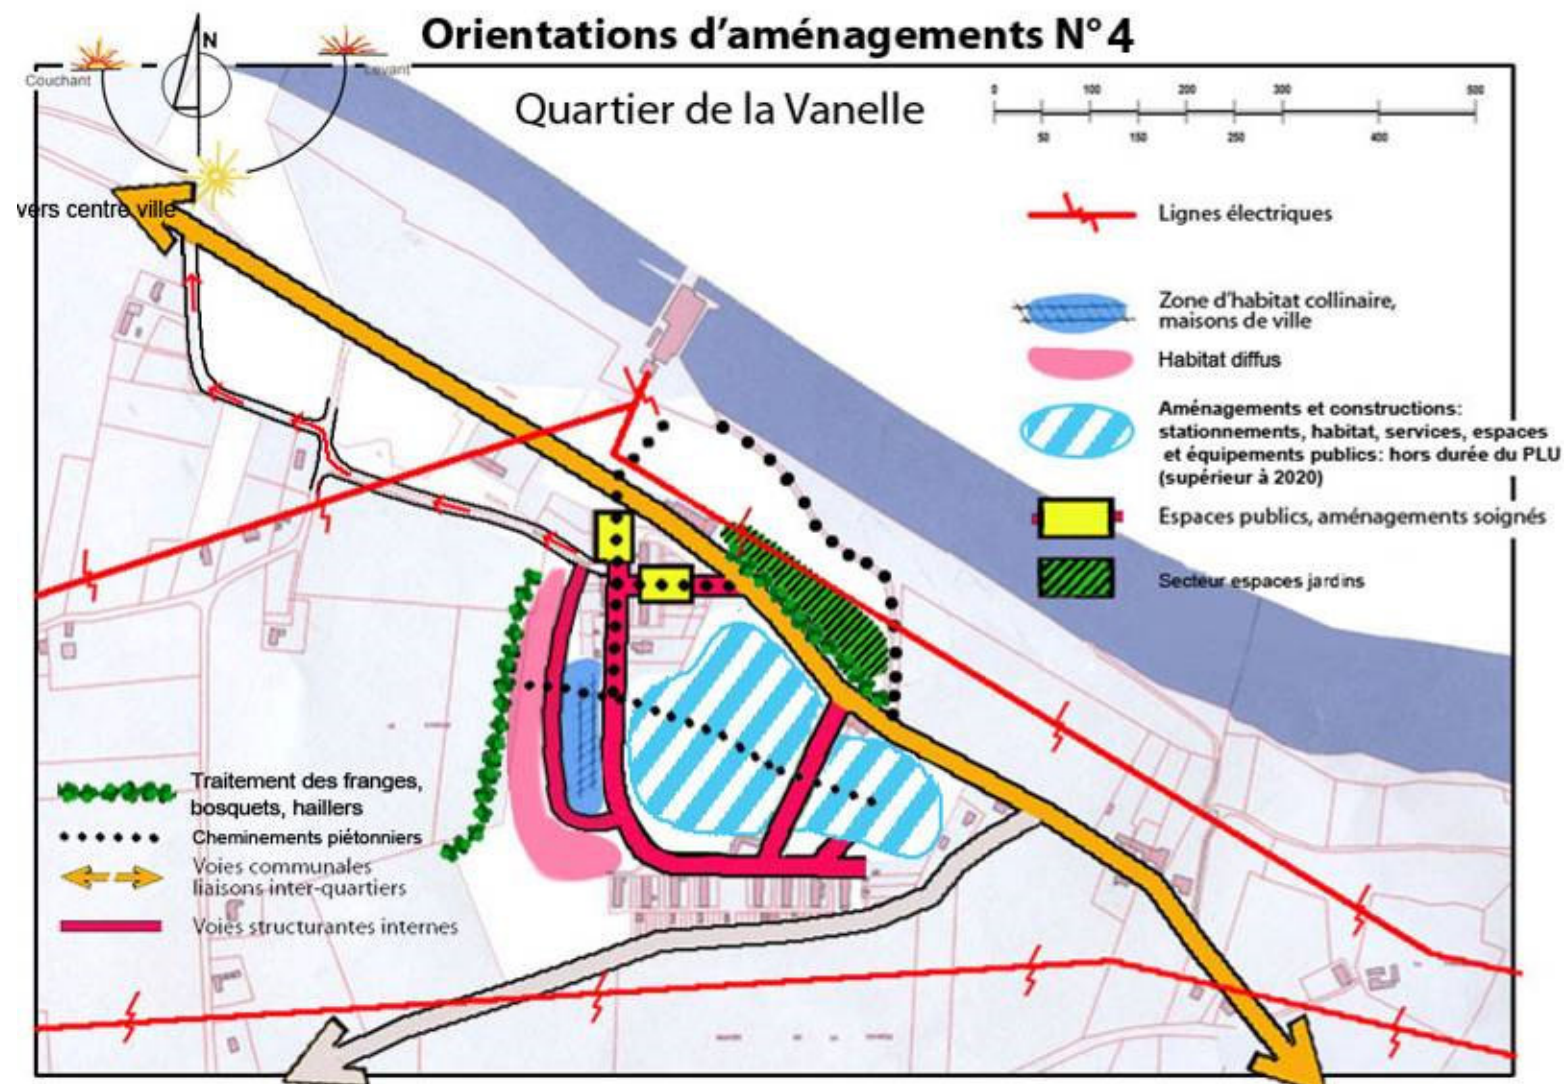 Orientations d'aménagements N° 4
N
Couchant
Levant
Quartier de la Vanelle
0 100 200 300 500
50 150 250 400
vers centre ville
Lignes électriques
Zone d'habitat collinaire,
maisons de ville
Habitat diffus
Aménagements et constructions:
stationnements, habitat, services, espaces
et équipements publics: hors durée du PLU
(supérieur à 2020)
Espaces publics, aménagements soignés
Secteur espaces jardins
Traitement des franges,
bosquets, haillers
Cheminements piétonniers
Voies communales
liaisons inter-quartiers
Voies structurantes internes